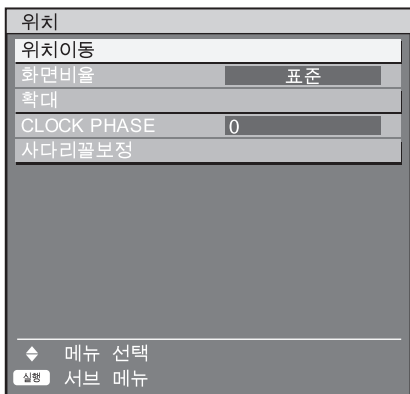 위치
위치이동
화면비율 표준
확대
CLOCK PHASE 0
사다리꼴보정
메뉴 선택
실행 서브 메뉴